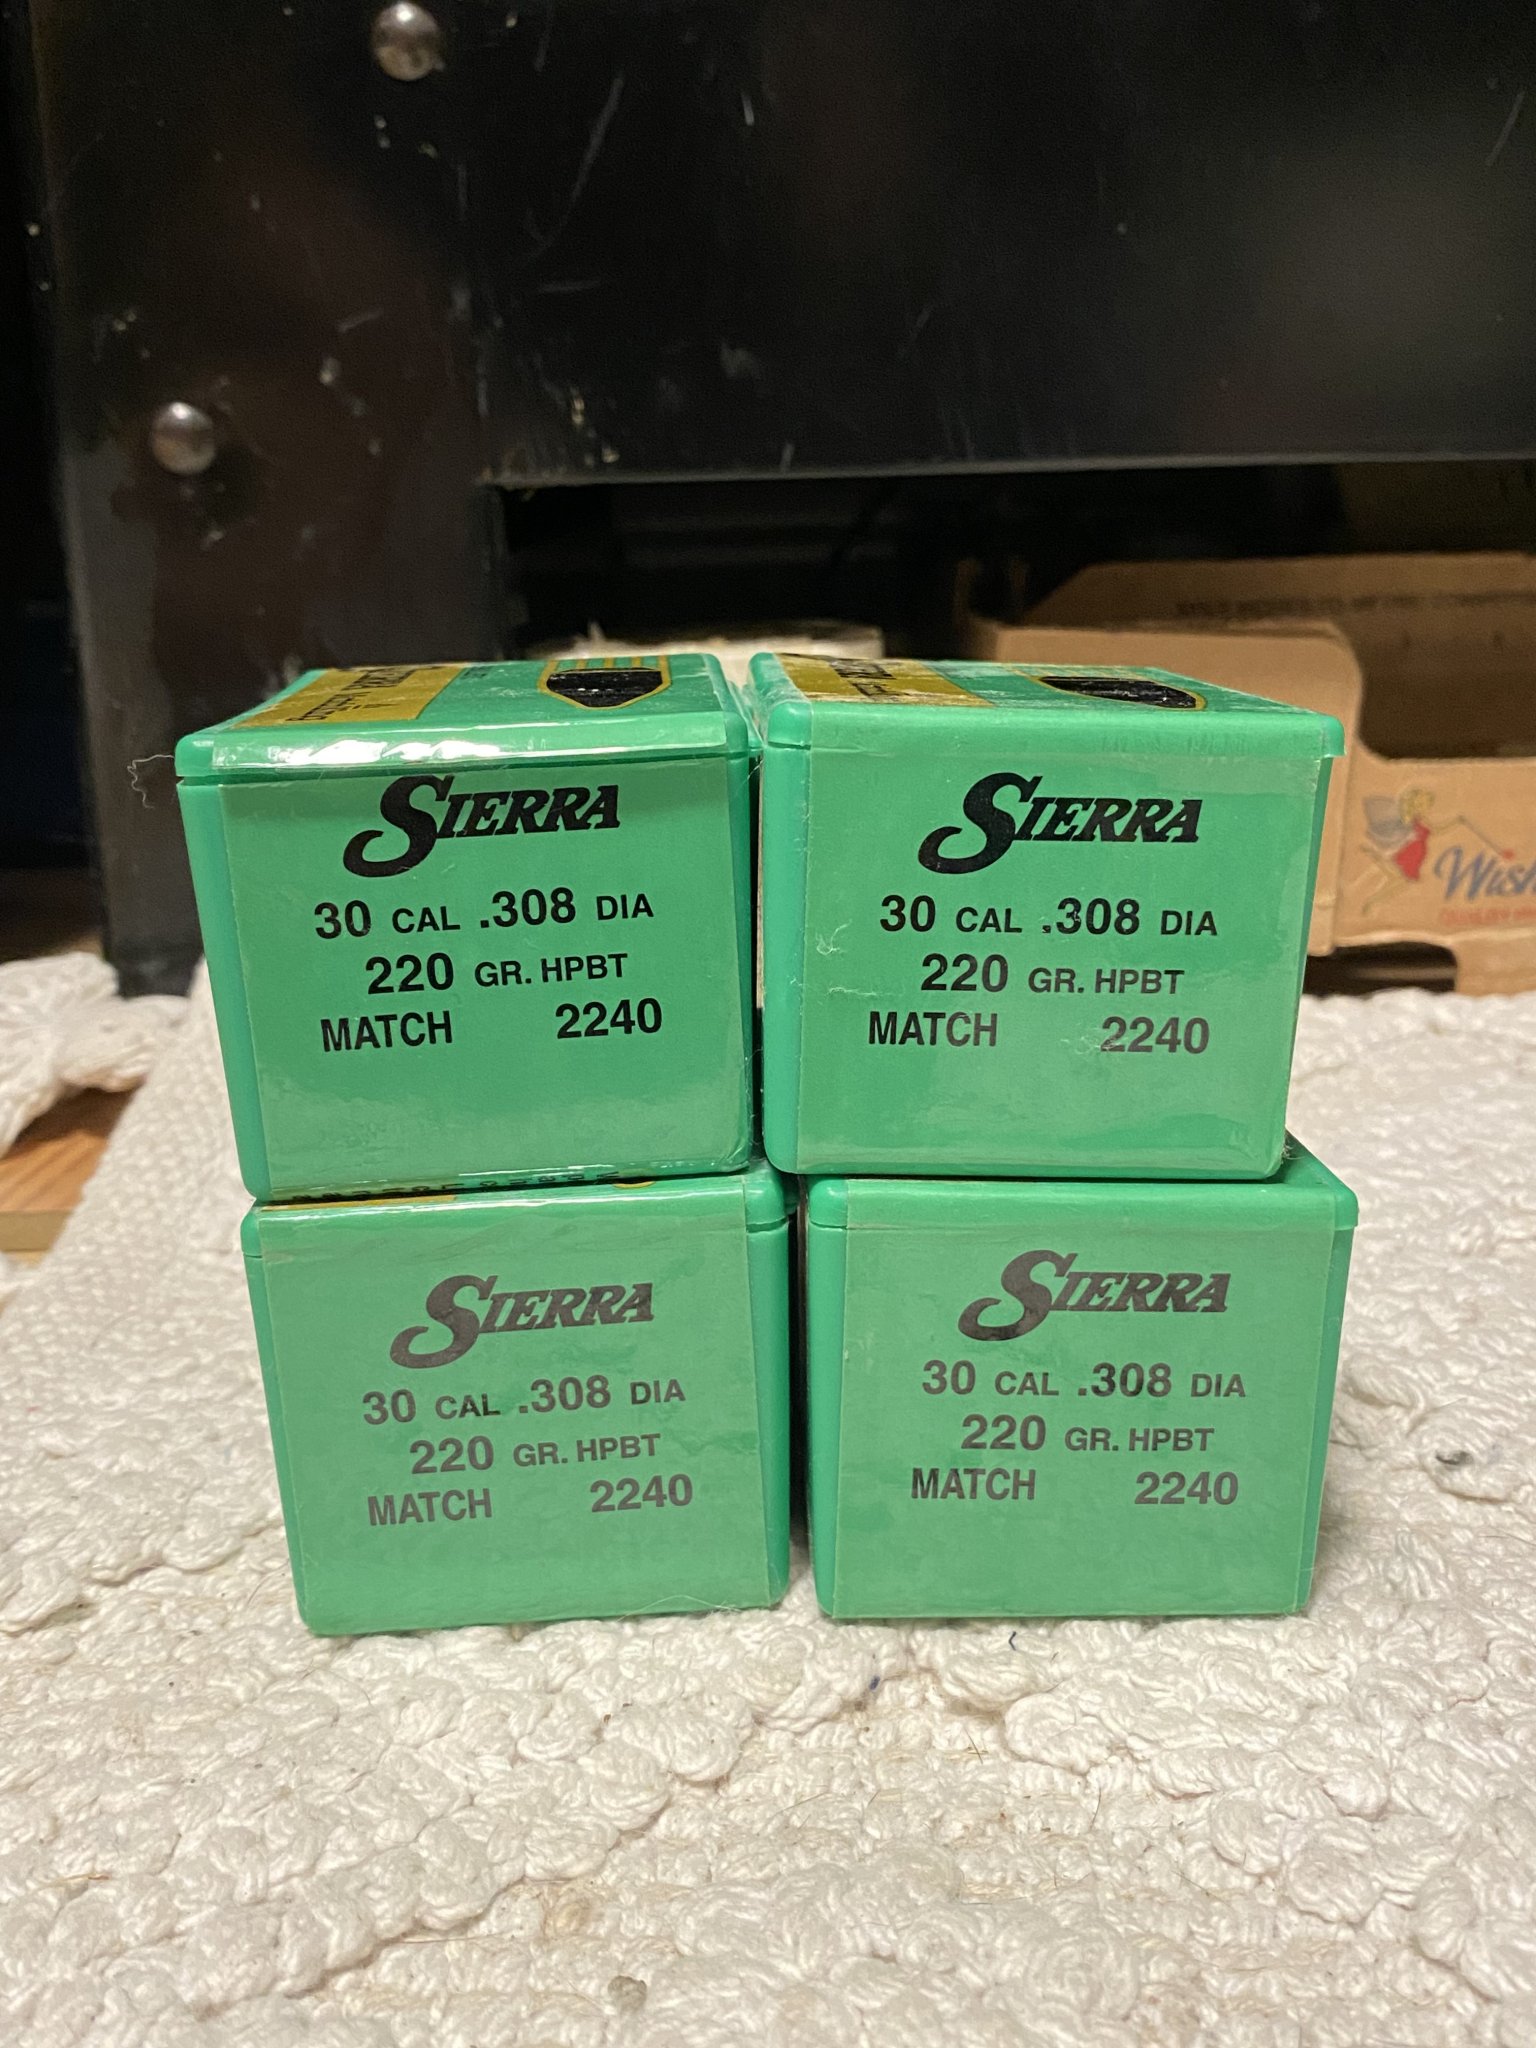 SIERRA
30 CAL .308 DIA
220 GR. HPBT
MATCH 2240
SIERRA
30 CAL .308 DIA
220 GR. HPBT
MATCH 2240
SIERRA
30 CAL .308 DIA
220 GR. HPBT
MATCH 2240
SIERRA
30 CAL .308 DIA
220 GR. HPBT
MATCH 2240
Wish